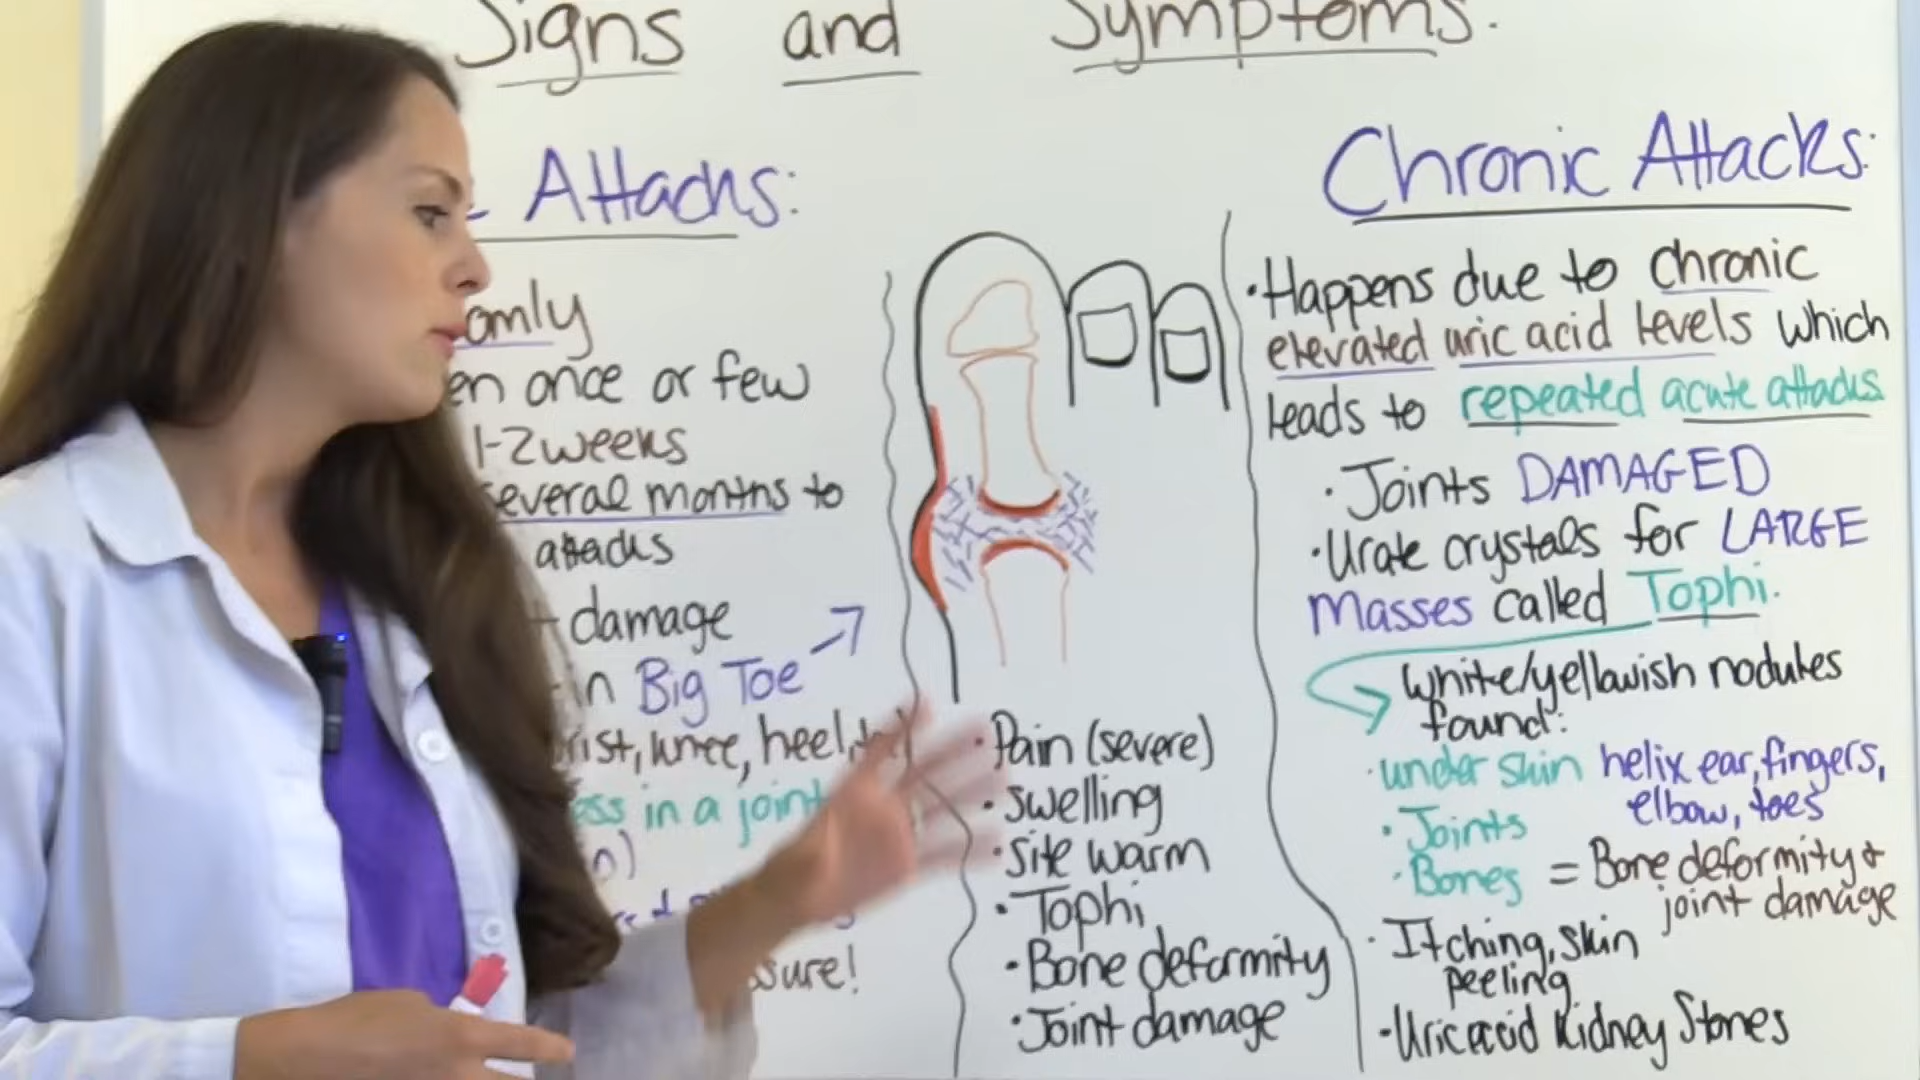 Signs and Symptoms.
Attacks:
omly
en once or few
1-2 weeks
several months to
attacks
damage
in Big Toe
rist, knee, heel,
ess in a joint
sure!
Pain (severe)
• Swelling
• Site warm
• Tophi
• Bone deformity
• Joint damage
Chronic Attacks:
• Happens due to chronic
elevated uric acid levels which
leads to repeated acute attacks
• Joints DAMAGED
• Urate crystals for LARGE
Masses called Tophi.
white/yellowish nodules
found:
• under skin helix ear, fingers,
elbow, toes
• Joints
• Bones = Bone deformity +
joint damage
• Itching, skin
peeling
• Uric acid Kidney Stones